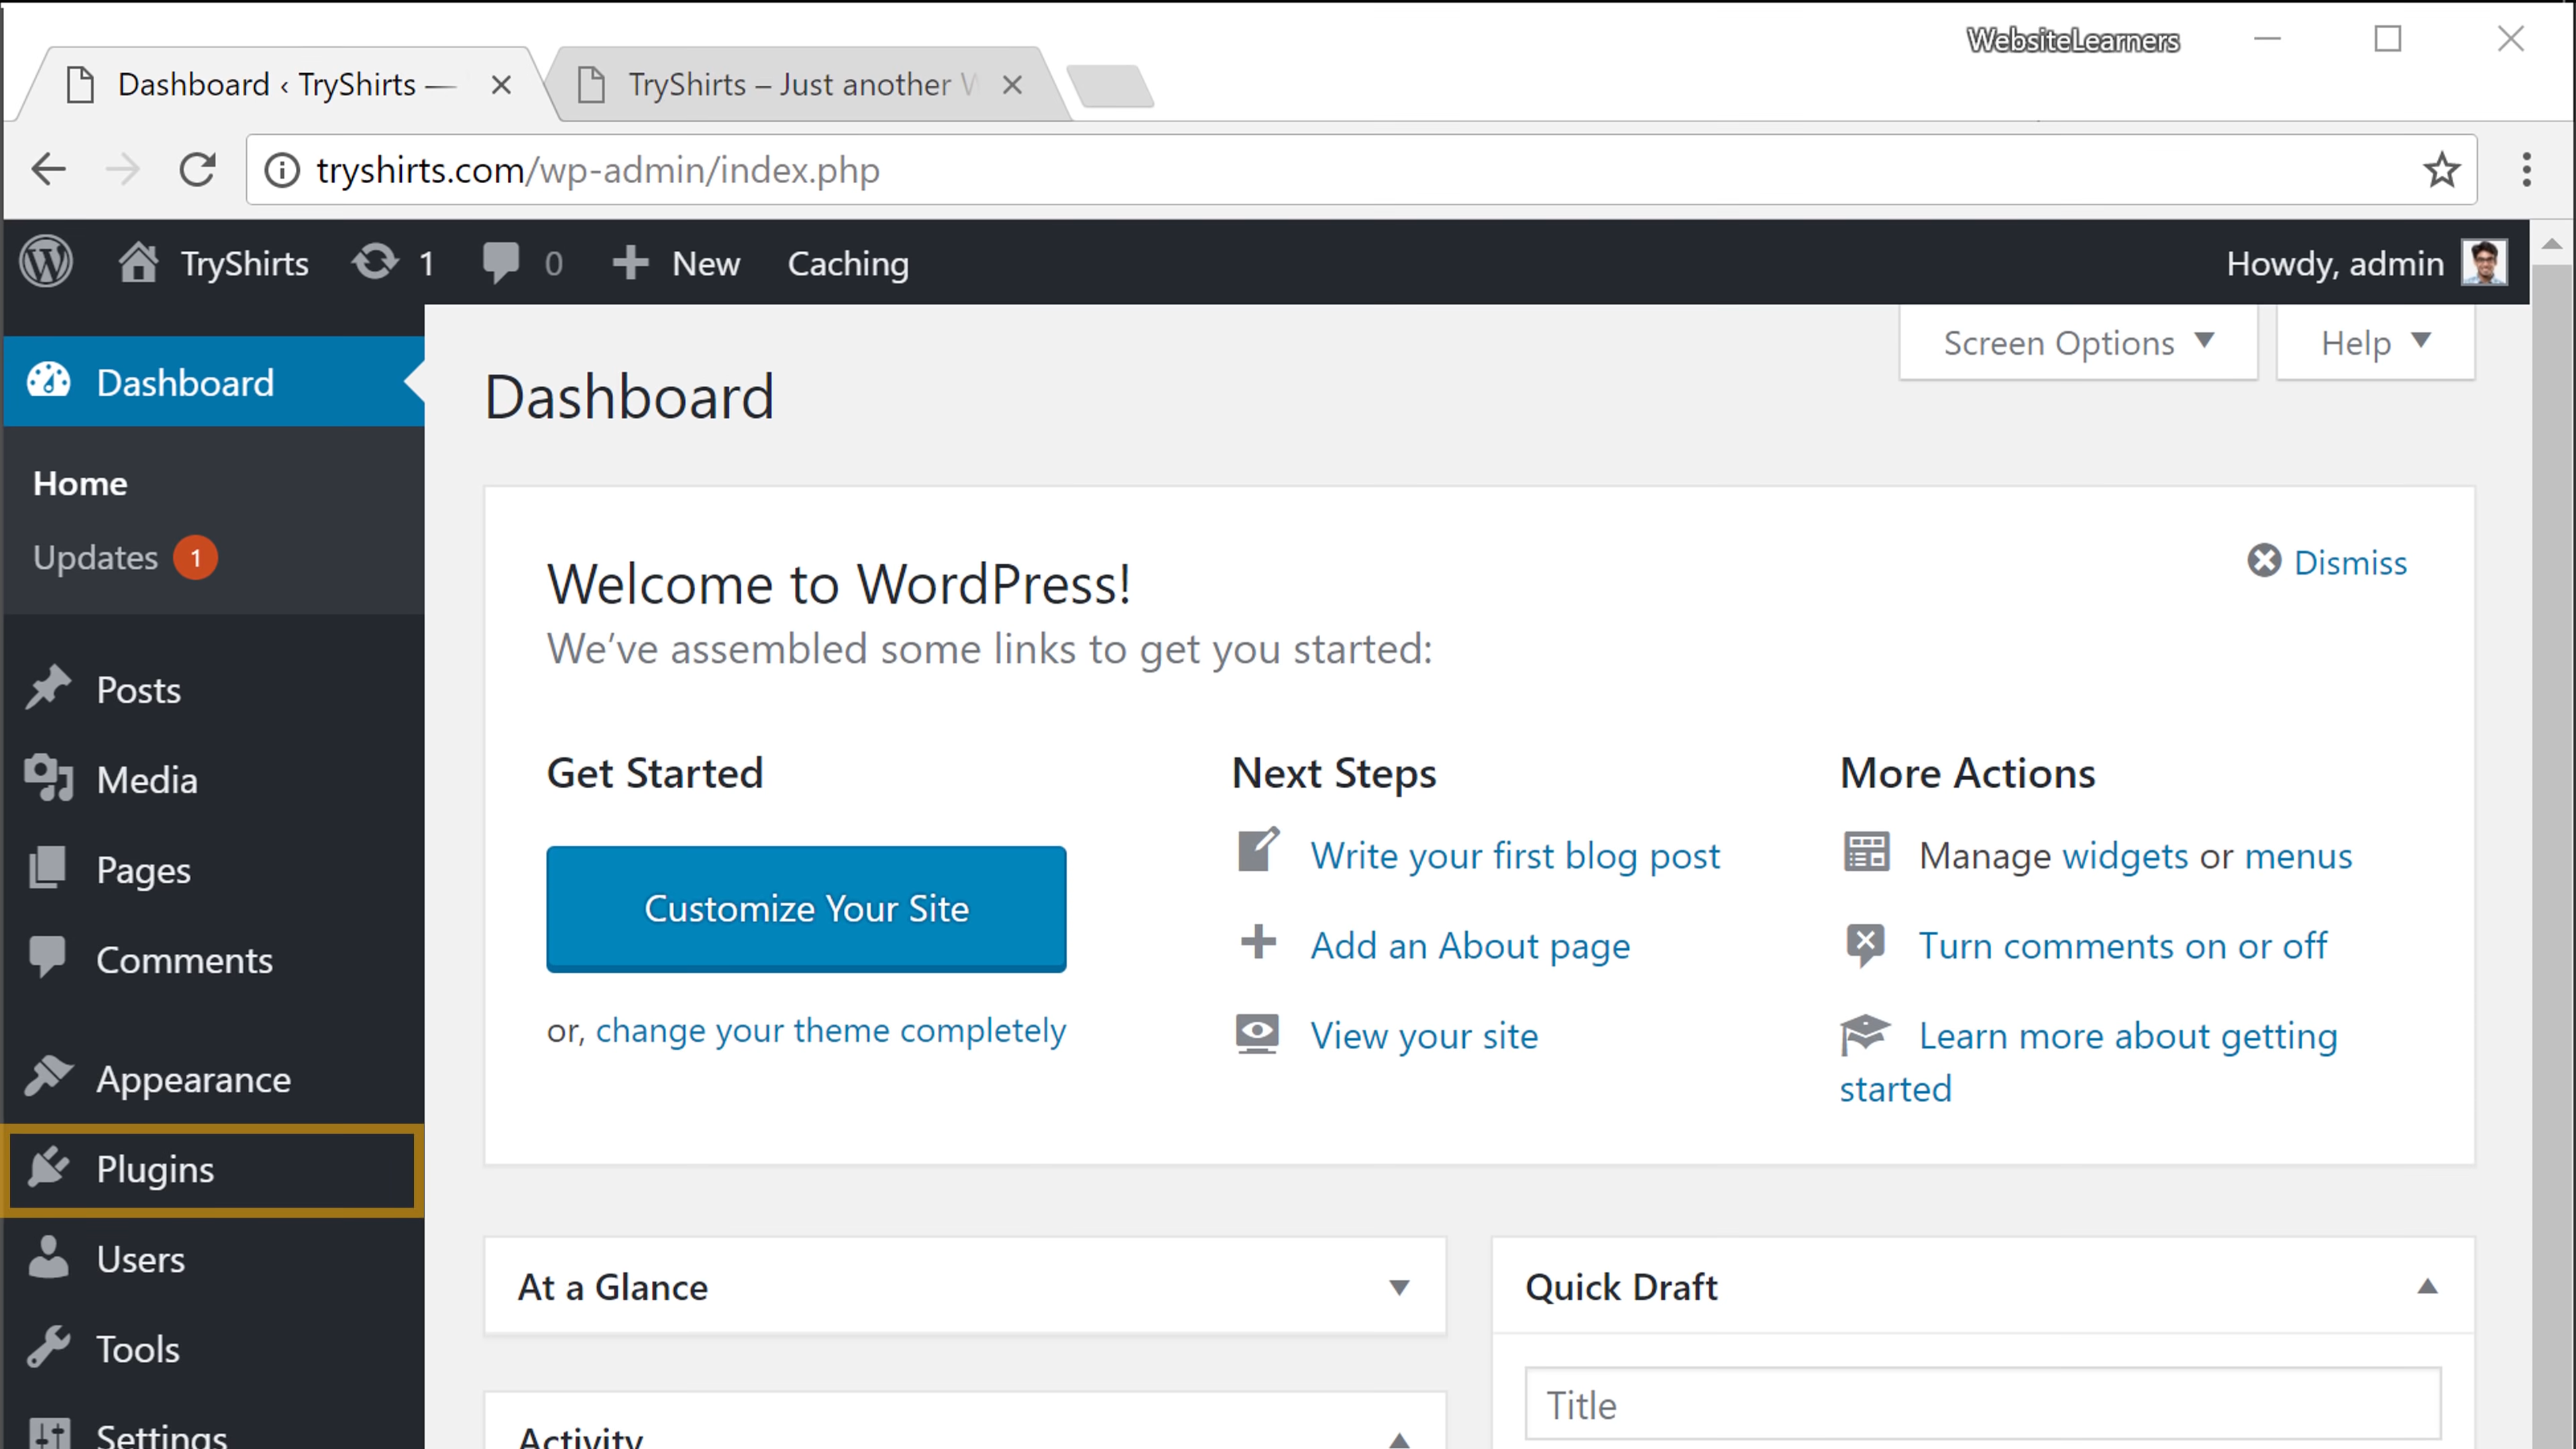 WebsiteLearners
Dashboard ‹ TryShirts —
TryShirts – Just another W
tryshirts.com/wp-admin/index.php
TryShirts 1 0 New Caching
Howdy, admin
Screen Options
Help
Dashboard
Home
Updates 1
Posts
Media
Pages
Comments
Appearance
Plugins
Users
Tools
Settings
Dashboard
Welcome to WordPress!
We’ve assembled some links to get you started:
Dismiss
Get Started
Customize Your Site
or, change your theme completely
Next Steps
Write your first blog post
Add an About page
View your site
More Actions
Manage widgets or menus
Turn comments on or off
Learn more about getting
started
At a Glance
Activity
Quick Draft
Title